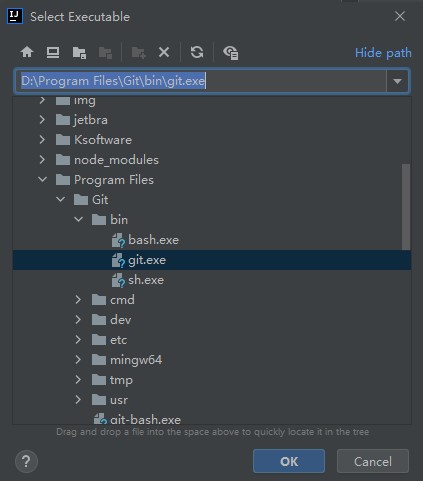 IJ Select Executable
Hide path
D:\Program Files\Git\bin\git.exe
img
jetbra
Ksoftware
node_modules
Program Files
Git
bin
bash.exe
git.exe
sh.exe
cmd
dev
etc
mingw64
tmp
usr
git-bash.exe
Drag and drop a file into the space above to quickly locate it in the tree
? OK Cancel